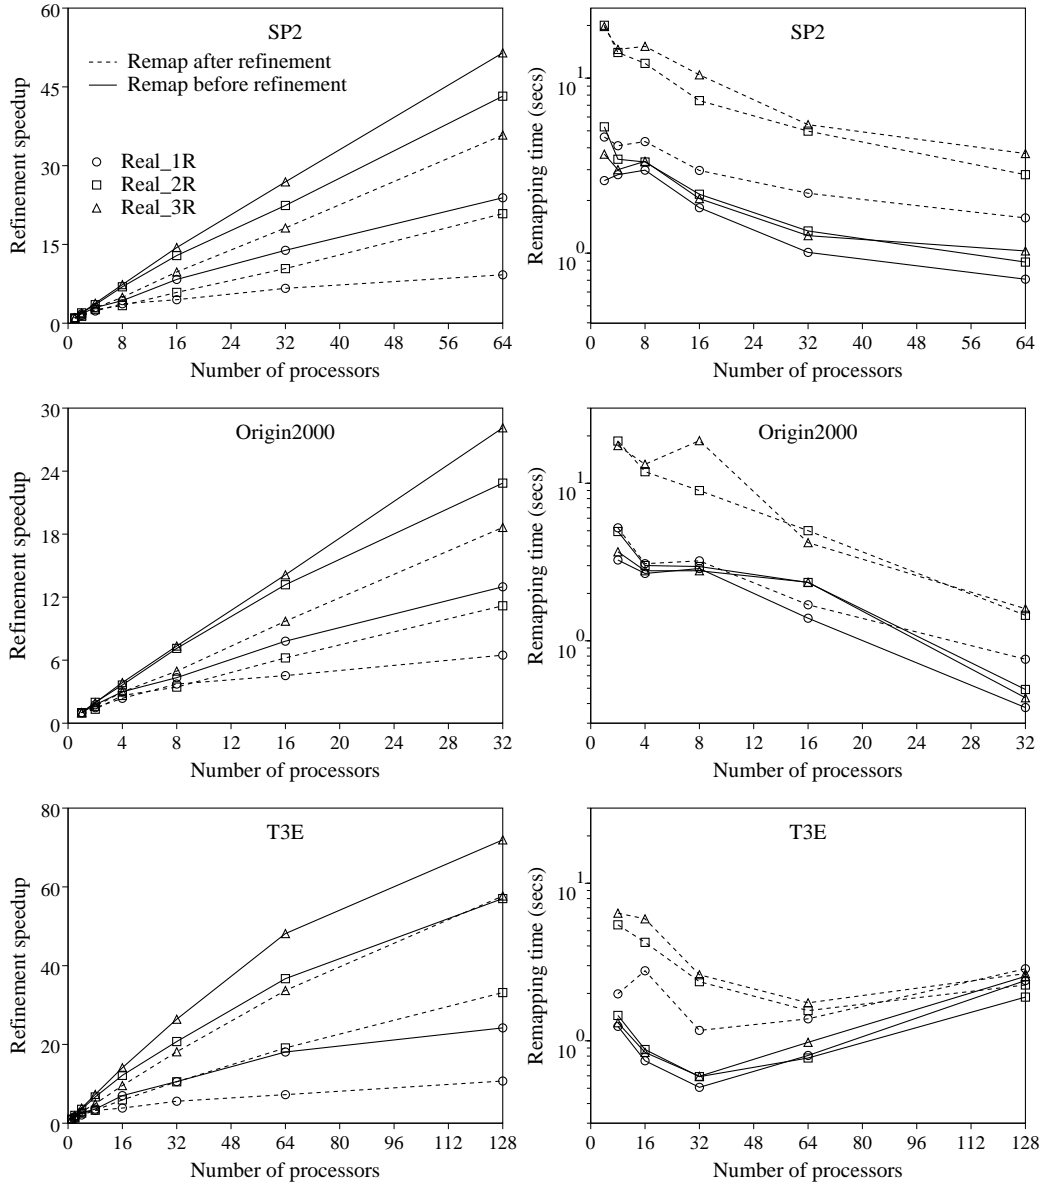 SP2
Remap after refinement
Remap before refinement
Real_1R
Real_2R
Real_3R
Refinement speedup
60
45
30
15
0
0 8 16 24 32 40 48 56 64
Number of processors
SP2
Remapping time (secs)
10^1
10^0
0 8 16 24 32 40 48 56 64
Number of processors
Origin2000
Refinement speedup
30
24
18
12
6
0
0 4 8 12 16 20 24 28 32
Number of processors
Origin2000
Remapping time (secs)
10^1
10^0
0 4 8 12 16 20 24 28 32
Number of processors
T3E
Refinement speedup
80
60
40
20
0
0 16 32 48 64 80 96 112 128
Number of processors
T3E
Remapping time (secs)
10^1
10^0
0 16 32 48 64 80 96 112 128
Number of processors